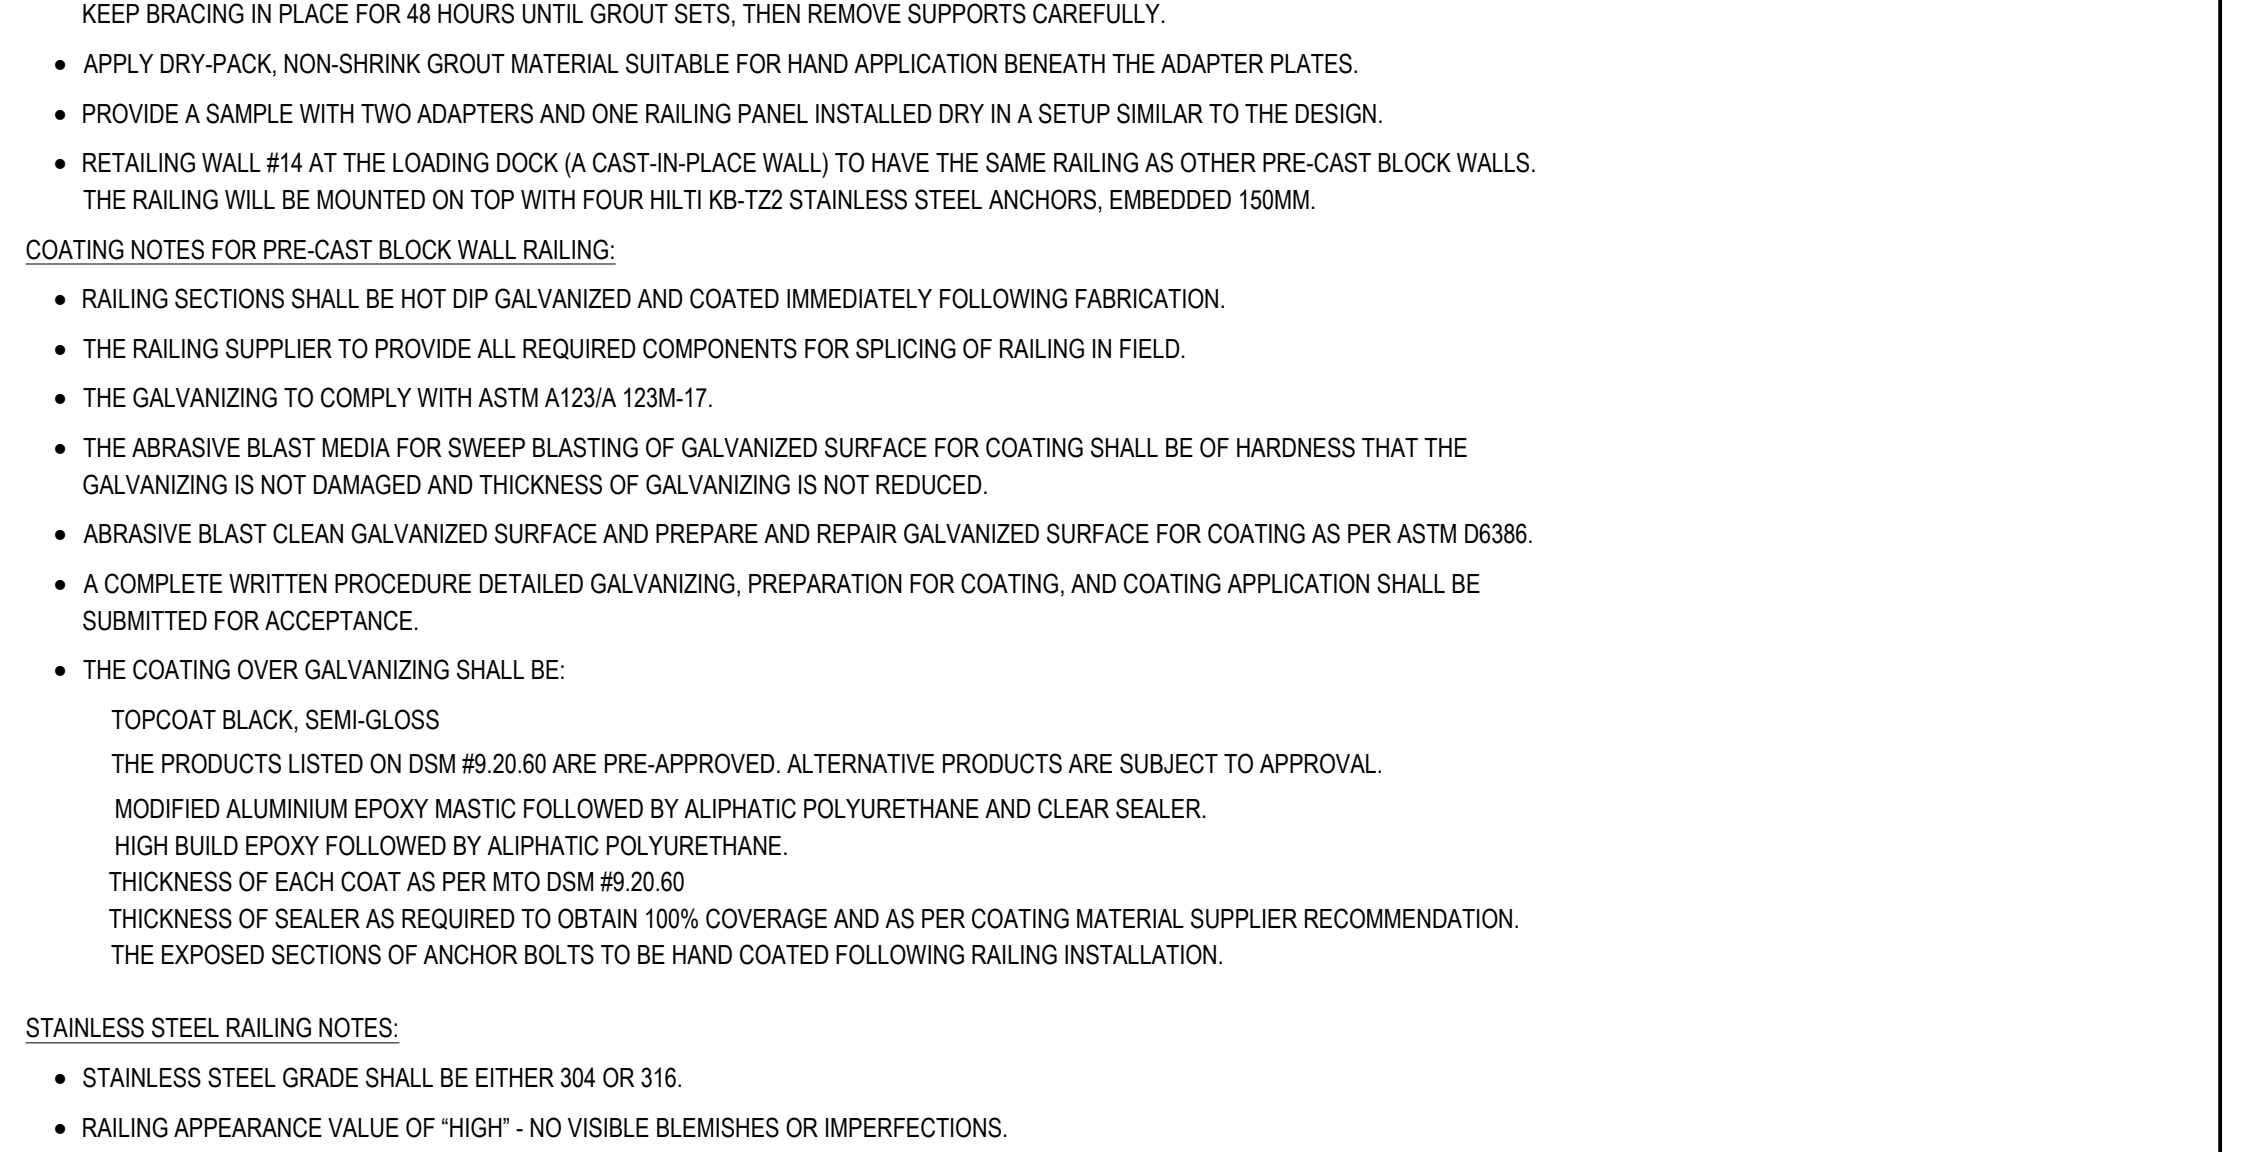 KEEP BRACING IN PLACE FOR 48 HOURS UNTIL GROUT SETS, THEN REMOVE SUPPORTS CAREFULLY.
• APPLY DRY-PACK, NON-SHRINK GROUT MATERIAL SUITABLE FOR HAND APPLICATION BENEATH THE ADAPTER PLATES.
• PROVIDE A SAMPLE WITH TWO ADAPTERS AND ONE RAILING PANEL INSTALLED DRY IN A SETUP SIMILAR TO THE DESIGN.
• RETAILING WALL #14 AT THE LOADING DOCK (A CAST-IN-PLACE WALL) TO HAVE THE SAME RAILING AS OTHER PRE-CAST BLOCK WALLS.
THE RAILING WILL BE MOUNTED ON TOP WITH FOUR HILTI KB-TZ2 STAINLESS STEEL ANCHORS, EMBEDDED 150MM.
COATING NOTES FOR PRE-CAST BLOCK WALL RAILING:
• RAILING SECTIONS SHALL BE HOT DIP GALVANIZED AND COATED IMMEDIATELY FOLLOWING FABRICATION.
• THE RAILING SUPPLIER TO PROVIDE ALL REQUIRED COMPONENTS FOR SPLICING OF RAILING IN FIELD.
• THE GALVANIZING TO COMPLY WITH ASTM A123/A 123M-17.
• THE ABRASIVE BLAST MEDIA FOR SWEEP BLASTING OF GALVANIZED SURFACE FOR COATING SHALL BE OF HARDNESS THAT THE
GALVANIZING IS NOT DAMAGED AND THICKNESS OF GALVANIZING IS NOT REDUCED.
• ABRASIVE BLAST CLEAN GALVANIZED SURFACE AND PREPARE AND REPAIR GALVANIZED SURFACE FOR COATING AS PER ASTM D6386.
• A COMPLETE WRITTEN PROCEDURE DETAILED GALVANIZING, PREPARATION FOR COATING, AND COATING APPLICATION SHALL BE
SUBMITTED FOR ACCEPTANCE.
• THE COATING OVER GALVANIZING SHALL BE:
TOPCOAT BLACK, SEMI-GLOSS
THE PRODUCTS LISTED ON DSM #9.20.60 ARE PRE-APPROVED. ALTERNATIVE PRODUCTS ARE SUBJECT TO APPROVAL.
MODIFIED ALUMINIUM EPOXY MASTIC FOLLOWED BY ALIPHATIC POLYURETHANE AND CLEAR SEALER.
HIGH BUILD EPOXY FOLLOWED BY ALIPHATIC POLYURETHANE.
THICKNESS OF EACH COAT AS PER MTO DSM #9.20.60
THICKNESS OF SEALER AS REQUIRED TO OBTAIN 100% COVERAGE AND AS PER COATING MATERIAL SUPPLIER RECOMMENDATION.
THE EXPOSED SECTIONS OF ANCHOR BOLTS TO BE HAND COATED FOLLOWING RAILING INSTALLATION.
STAINLESS STEEL RAILING NOTES:
• STAINLESS STEEL GRADE SHALL BE EITHER 304 OR 316.
• RAILING APPEARANCE VALUE OF “HIGH” - NO VISIBLE BLEMISHES OR IMPERFECTIONS.